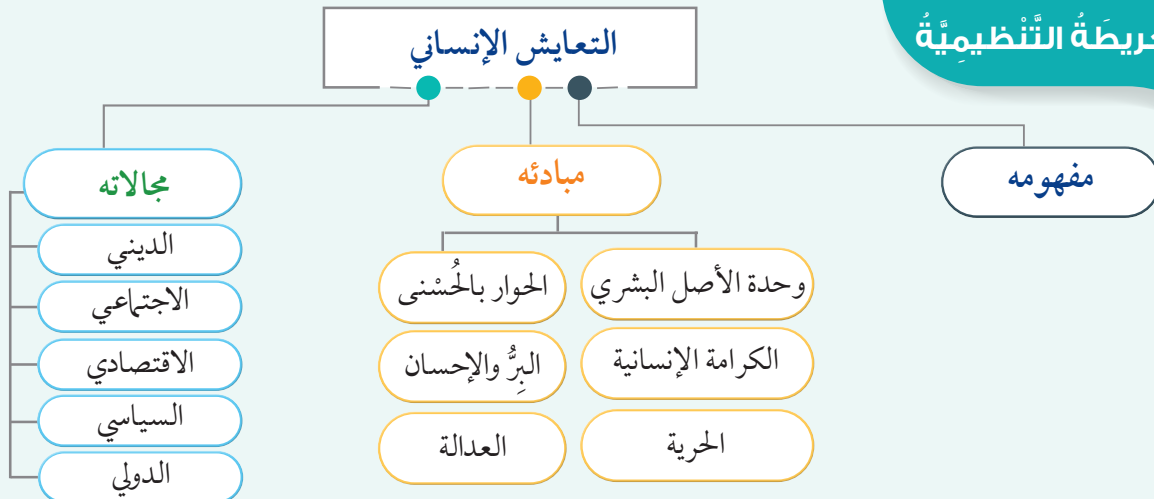 التعايش الإنساني
خريطَةُ التَّنْظيمِيَّةُ
مفهومه
مبادئه
مجالاته
وحدة الأصل البشري
الحوار بالحُسْنى
الكرامة الإنسانية
البِرُّ والإحسان
الحرية
العدالة
الديني
الاجتماعي
الاقتصادي
السياسي
الدولي